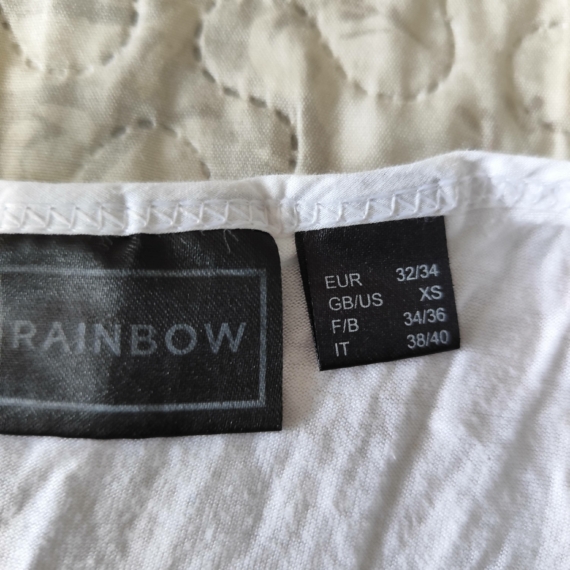 RAINBOW
EUR 32/34
GB/US XS
F/B 34/36
IT 38/40